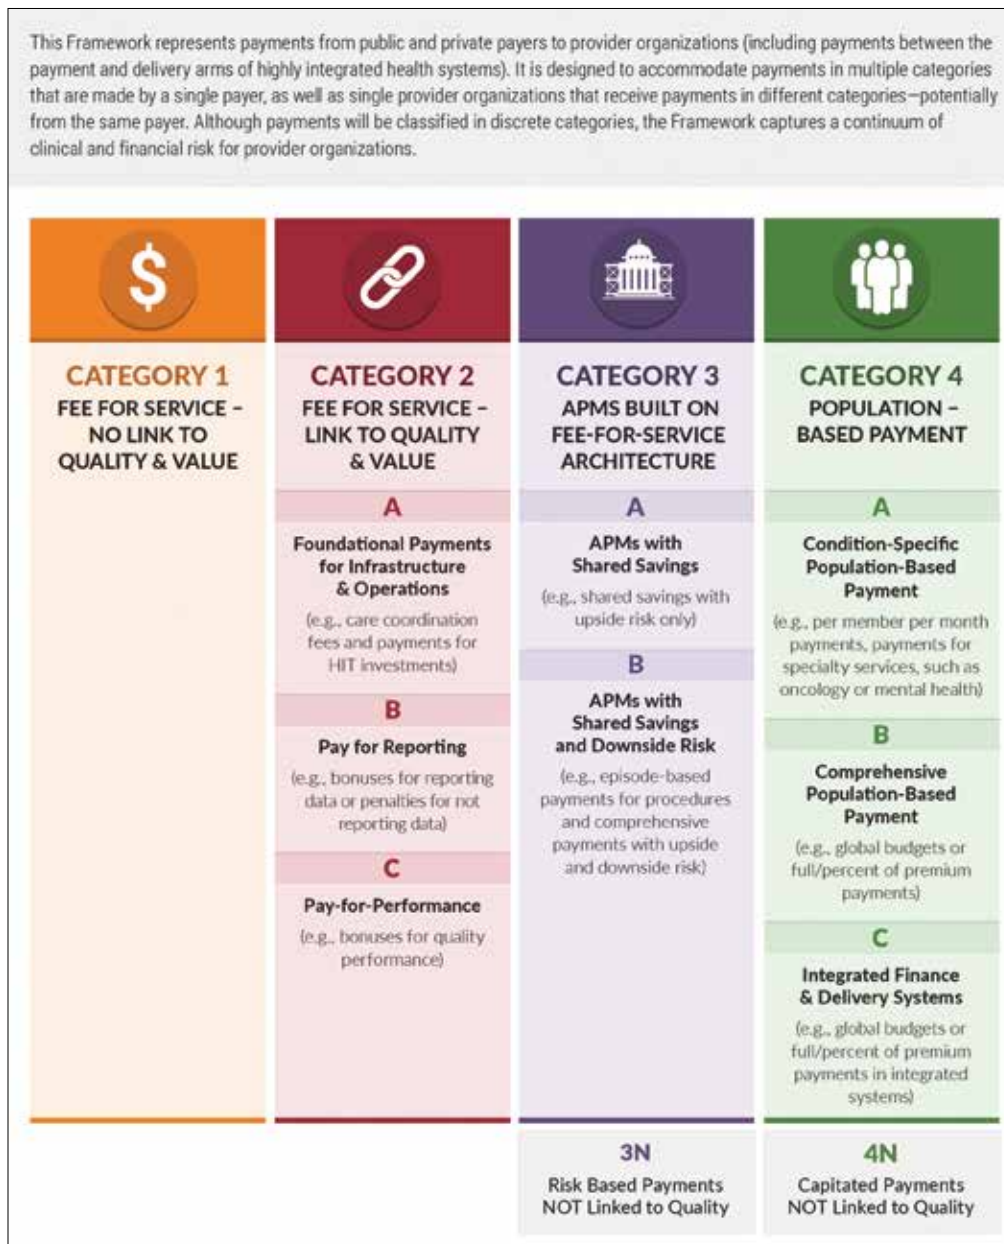 This Framework represents payments from public and private payers to provider organizations (including payments between the
payment and delivery arms of highly integrated health systems). It is designed to accommodate payments in multiple categories
that are made by a single payer, as well as single provider organizations that receive payments in different categories—potentially
from the same payer. Although payments will be classified in discrete categories, the Framework captures a continuum of
clinical and financial risk for provider organizations.
$
CATEGORY 1
FEE FOR SERVICE –
NO LINK TO
QUALITY & VALUE
CATEGORY 2
FEE FOR SERVICE –
LINK TO QUALITY
& VALUE
A
Foundational Payments
for Infrastructure
& Operations
(e.g., care coordination
fees and payments for
HIT investments)
B
Pay for Reporting
(e.g., bonuses for reporting
data or penalties for not
reporting data)
C
Pay-for-Performance
(e.g., bonuses for quality
performance)
CATEGORY 3
APMS BUILT ON
FEE-FOR-SERVICE
ARCHITECTURE
A
APMs with
Shared Savings
(e.g., shared savings with
upside risk only)
B
APMs with
Shared Savings
and Downside Risk
(e.g., episode-based
payments for procedures
and comprehensive
payments with upside
and downside risk)
3N
Risk Based Payments
NOT Linked to Quality
CATEGORY 4
POPULATION –
BASED PAYMENT
A
Condition-Specific
Population-Based
Payment
(e.g., per member per month
payments, payments for
specialty services, such as
oncology or mental health)
B
Comprehensive
Population-Based
Payment
(e.g., global budgets or
full/percent of premium
payments)
C
Integrated Finance
& Delivery Systems
(e.g., global budgets or
full/percent of premium
payments in integrated
systems)
4N
Capitated Payments
NOT Linked to Quality